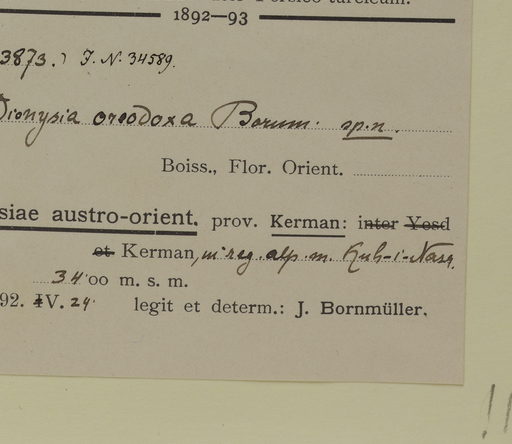 1892—93
3873.) J. N. 34589.
Dionysia oreodoxa Bornm. sp. n.
Boiss., Flor. Orient.
siae austro-orient. prov. Kerman: inter Yesd
et Kerman, in reg. alp. m. Kuh-i-Nasr,
3400 m. s. m.
92. IV. 24. legit et determ.: J. Bornmüller.